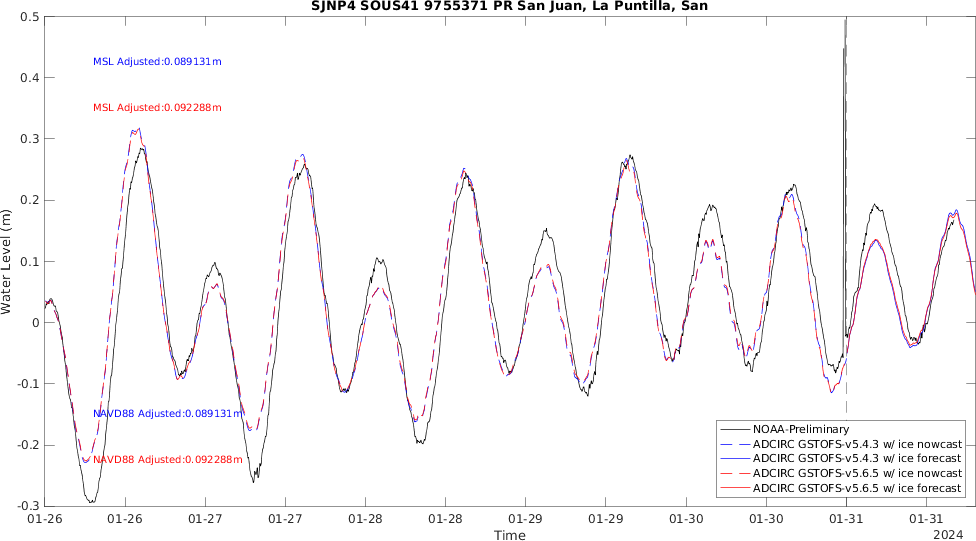 SJNP4 SOUS41 9755371 PR San Juan, La Puntilla, San
Water Level (m)
0.5
0.4
0.3
0.2
0.1
0
-0.1
-0.2
-0.3
MSL Adjusted:0.089131m
MSL Adjusted:0.092288m
NAVD88 Adjusted:0.089131m
NAVD88 Adjusted:0.092288m
NOAA-Preliminary
ADCIRC GSTOFS-v5.4.3 w/ ice nowcast
ADCIRC GSTOFS-v5.4.3 w/ ice forecast
ADCIRC GSTOFS-v5.6.5 w/ ice nowcast
ADCIRC GSTOFS-v5.6.5 w/ ice forecast
01-26 01-26 01-27 01-27 01-28 01-28 01-29 01-29 01-30 01-30 01-31 01-31
2024
Time